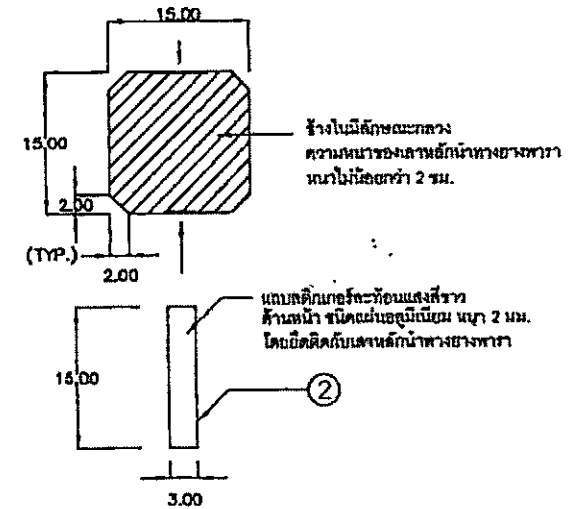 15.00
15.00
ข้างในมีลักษณะกลวง
ความหนาของเสาหลักนำทางยางพารา
หนาไม่น้อยกว่า 2 ซม.
2.00
(TYP.)
2.00
แถบสติ๊กเกอร์สะท้อนแสงสีขาว
ด้านหน้า ชนิดแผ่นอลูมิเนียม หนา 2 มม.
โดยยึดติดกับเสาหลักนำทางยางพารา
15.00
2
3.00